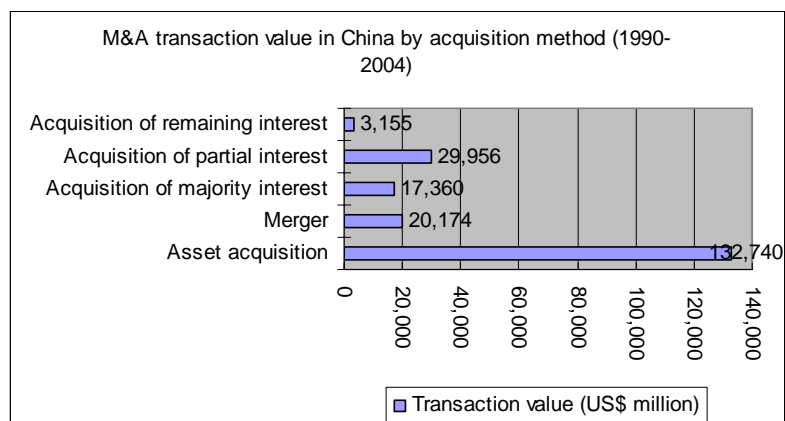 M&A transaction value in China by acquisition method (1990-
2004)
Acquisition of remaining interest 3,155
Acquisition of partial interest 29,956
Acquisition of majority interest 17,360
Merger 20,174
Asset acquisition 132,740
0 20,000 40,000 60,000 80,000 100,000 120,000 140,000
Transaction value (US$ million)